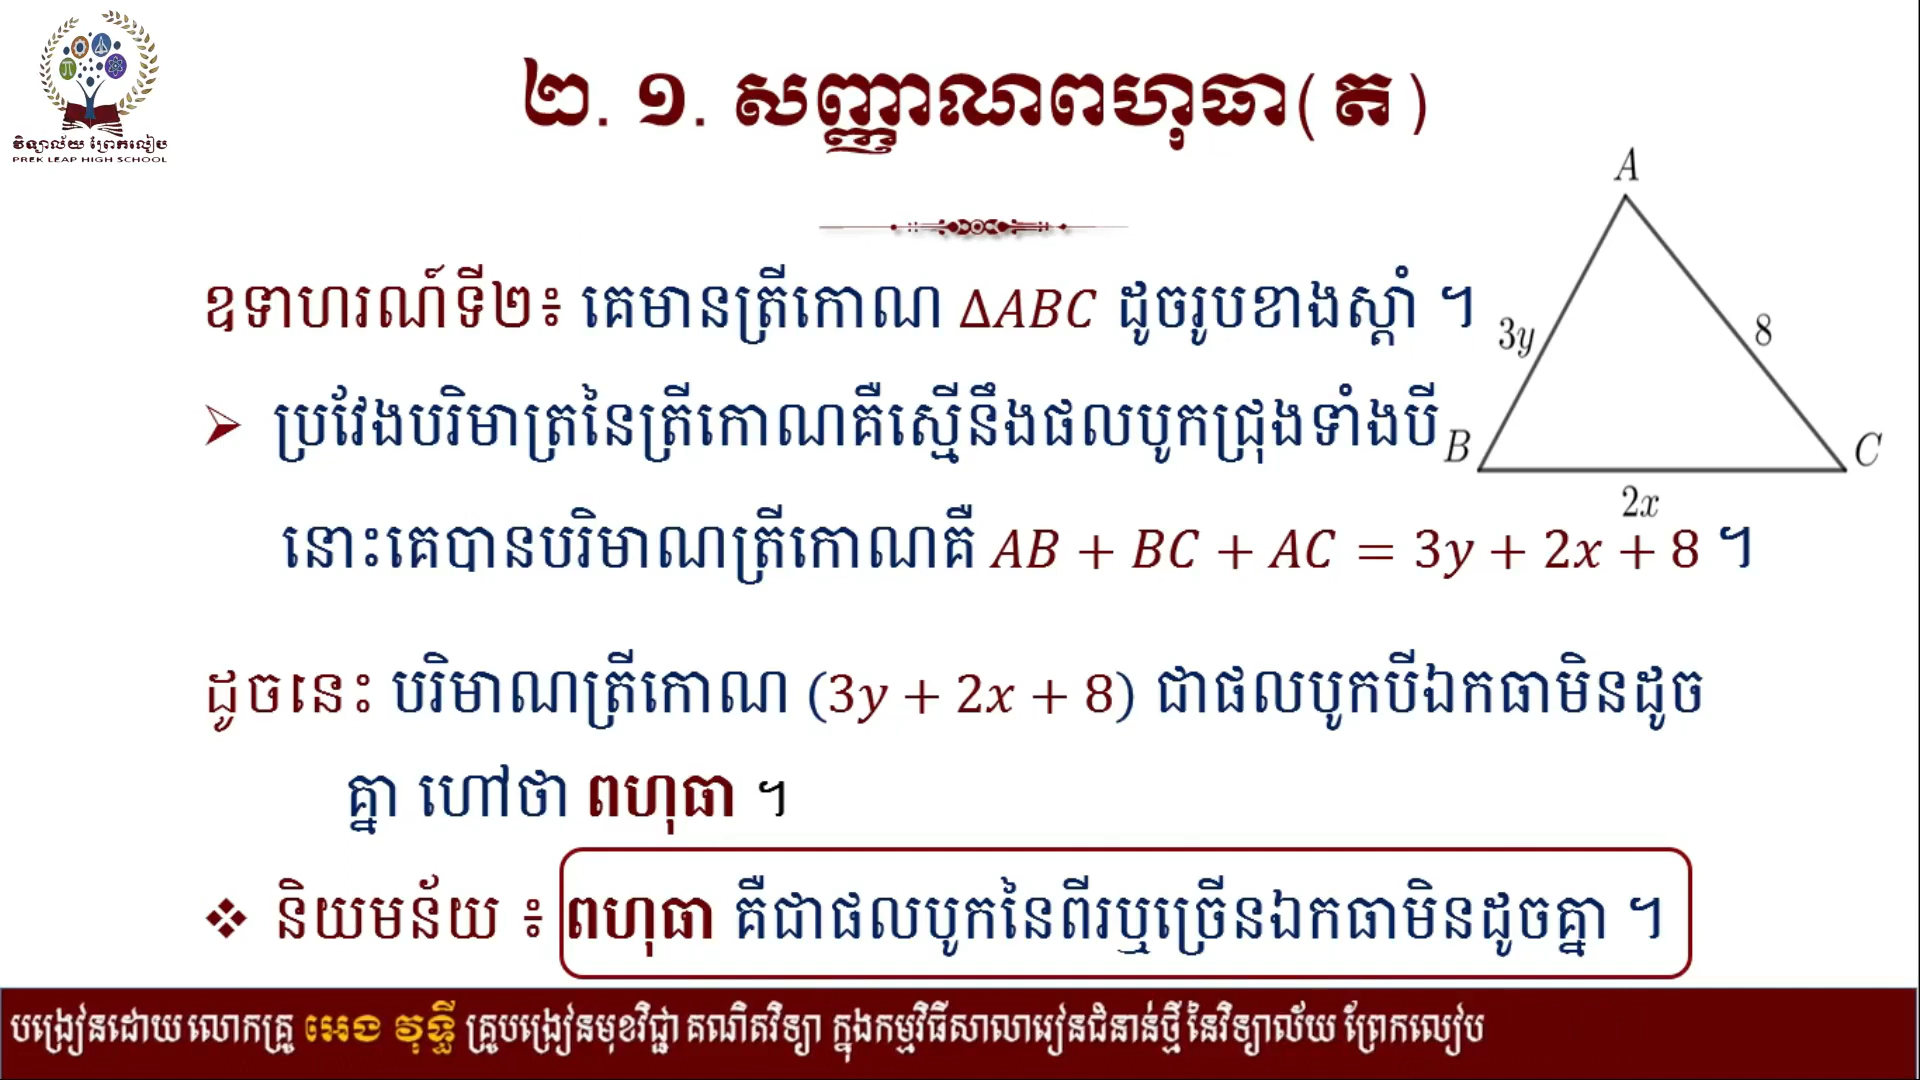 វិទ្យាល័យ ព្រែកលៀប
PREK LEAP HIGH SCHOOL
២. ១. សញ្ញាណពហុធា(ត)
ឧទាហរណ៍ទី២៖ គេមានត្រីកោណ ΔABC ដូចរូបខាងស្ដាំ ។
➢ ប្រវែងបរិមាត្រនៃត្រីកោណគឺស្មើនឹងផលបូកជ្រុងទាំងបី
នោះគេបានបរិមាណត្រីកោណគឺ AB + BC + AC = 3y + 2x + 8 ។
A
3y
8
B
C
2x
ដូចនេះ បរិមាណត្រីកោណ (3y + 2x + 8) ជាផលបូកបីឯកធាមិនដូច
គ្នា ហៅថា ពហុធា ។
❖ និយមន័យ ៖ ពហុធា គឺជាផលបូកនៃពីរឬច្រើនឯកធាមិនដូចគ្នា ។
បង្រៀនដោយ លោកគ្រូ អេង វុទ្ធី គ្រូបង្រៀនមុខវិជ្ជា គណិតវិទ្យា ក្នុងកម្មវិធីសាលារៀនជំនាន់ថ្មី នៃវិទ្យាល័យ ព្រែកលៀប